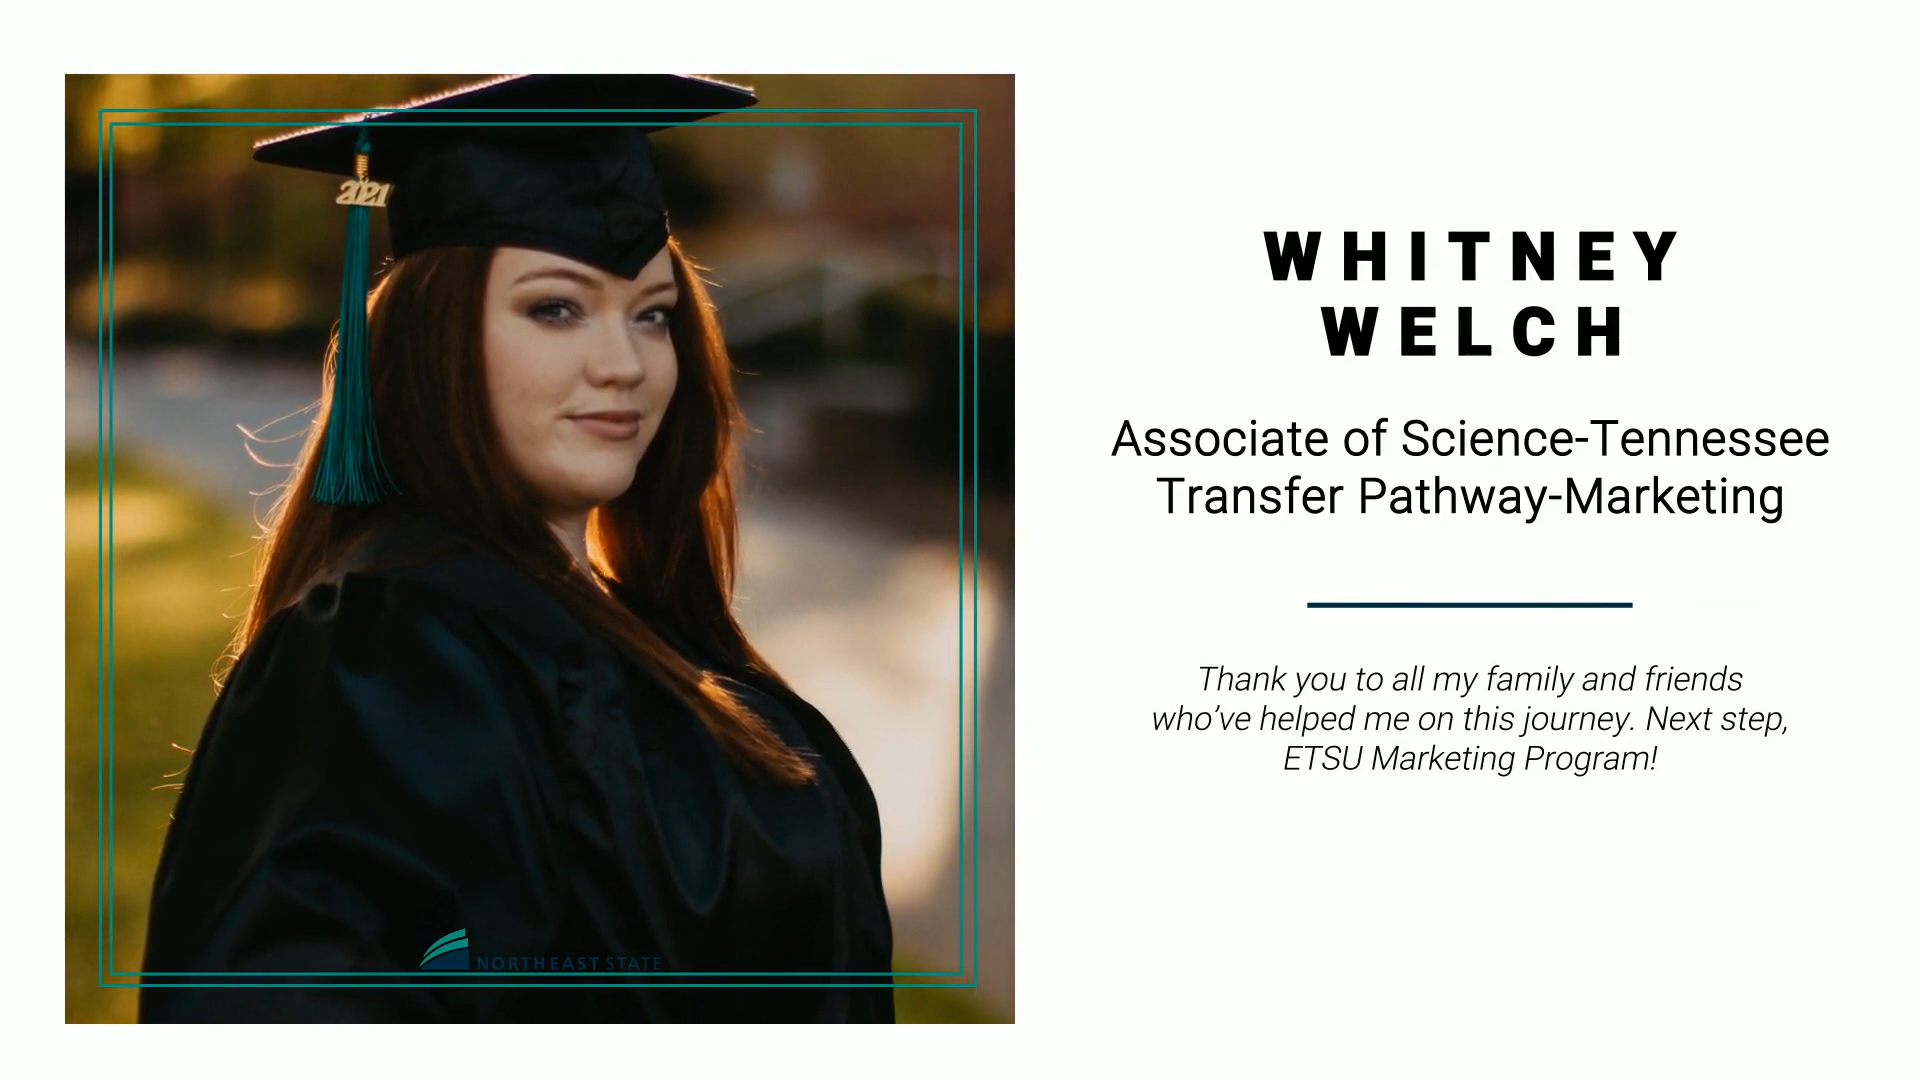 2021
NORTHEAST STATE
WHITNEY
WELCH
Associate of Science-Tennessee
Transfer Pathway-Marketing
Thank you to all my family and friends
who’ve helped me on this journey. Next step,
ETSU Marketing Program!